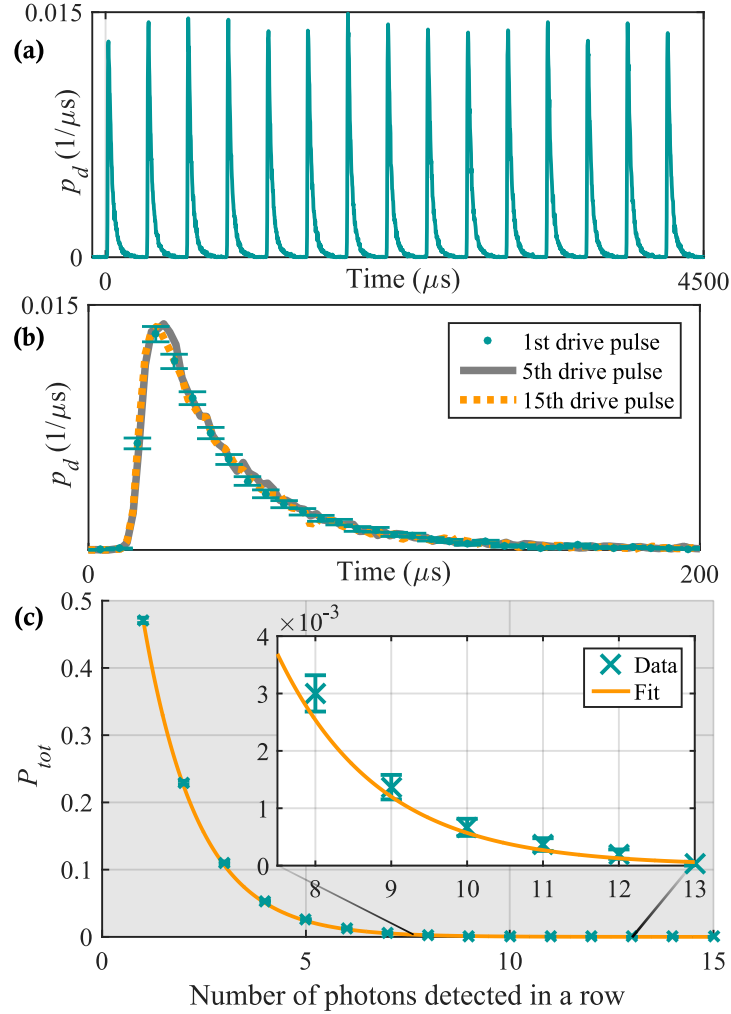 (a)
0.015
p_d (1/μs)
0
0
Time (μs)
4500
(b)
0.015
p_d (1/μs)
0
1st drive pulse
5th drive pulse
15th drive pulse
0
Time (μs)
200
(c)
0.5
0.4
0.3
0.2
0.1
0
P_tot
×10⁻³
4
3
2
1
0
Data
Fit
8 9 10 11 12 13
0 5 10 15
Number of photons detected in a row